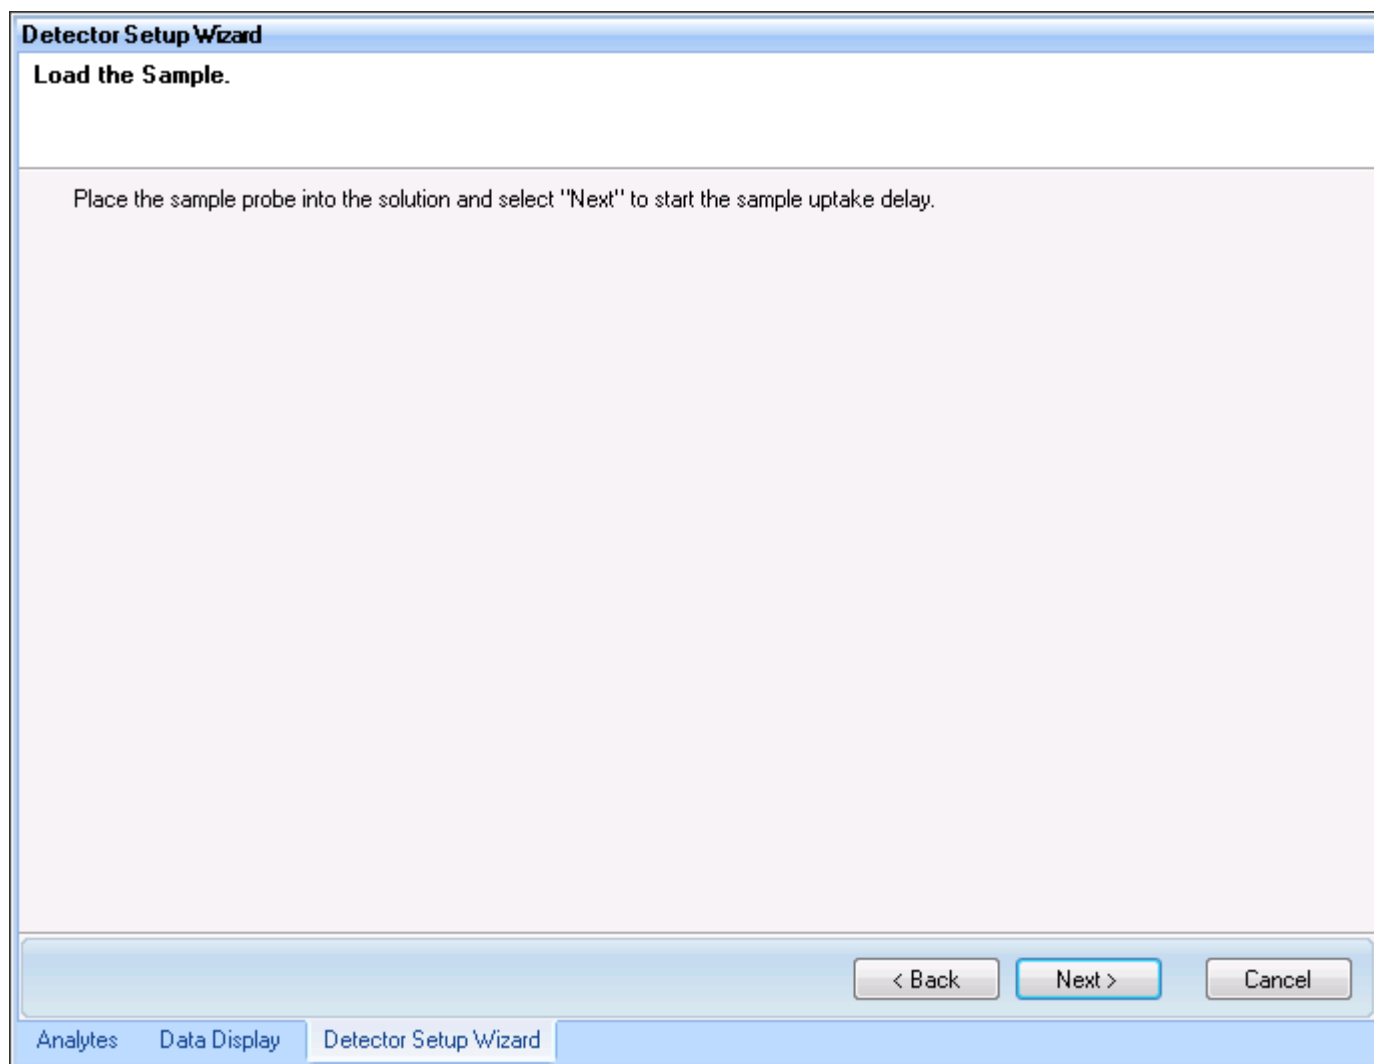 Detector Setup Wizard
Load the Sample.
Place the sample probe into the solution and select "Next" to start the sample uptake delay.
< Back Next > Cancel
Analytes Data Display Detector Setup Wizard